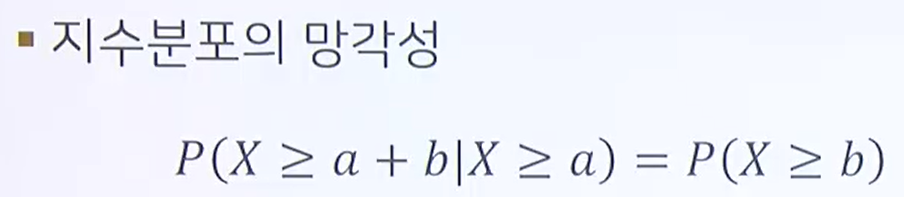 ▪ 지수분포의 망각성
P(X ≥ a + b|X ≥ a) = P(X ≥ b)